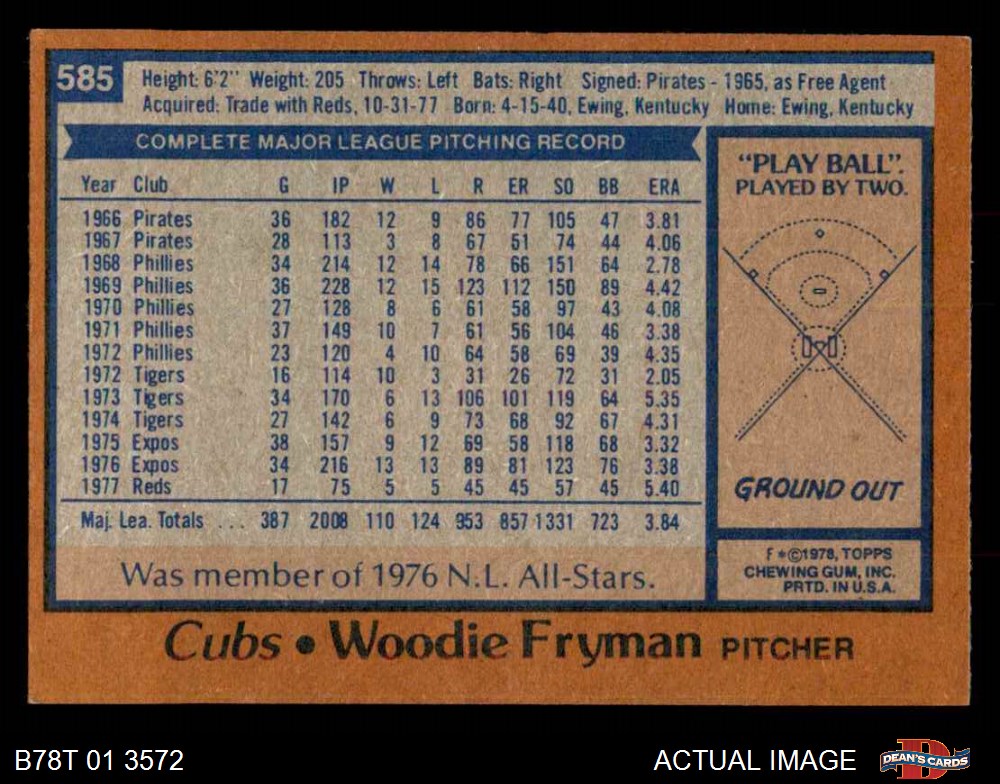 585
Height: 6'2" Weight: 205 Throws: Left Bats: Right Signed: Pirates - 1965, as Free Agent
Acquired: Trade with Reds, 10-31-77 Born: 4-15-40, Ewing, Kentucky Home: Ewing, Kentucky
COMPLETE MAJOR LEAGUE PITCHING RECORD
Year Club G IP W L R ER SO BB ERA
1966 Pirates 36 182 12 9 86 77 105 47 3.81
1967 Pirates 28 113 3 8 67 51 74 44 4.06
1968 Phillies 34 214 12 14 78 66 151 64 2.78
1969 Phillies 36 228 12 15 123 112 150 89 4.42
1970 Phillies 27 128 8 6 61 58 97 43 4.08
1971 Phillies 37 149 10 7 61 56 104 46 3.38
1972 Phillies 23 120 4 10 64 58 69 39 4.35
1972 Tigers 16 114 10 3 31 26 72 31 2.05
1973 Tigers 34 170 6 13 106 101 119 64 5.35
1974 Tigers 27 142 6 9 73 68 92 67 4.31
1975 Expos 38 157 9 12 69 58 118 68 3.32
1976 Expos 34 216 13 13 89 81 123 76 3.38
1977 Reds 17 75 5 5 45 45 57 45 5.40
Maj. Lea. Totals ... 387 2008 110 124 953 857 1331 723 3.84
Was member of 1976 N.L. All-Stars.
"PLAY BALL".
PLAYED BY TWO.
GROUND OUT
F * ©1978, TOPPS
CHEWING GUM, INC.
PRTD. IN U.S.A.
Cubs • Woodie Fryman PITCHER
B78T 01 3572
ACTUAL IMAGE
DEAN'S CARDS